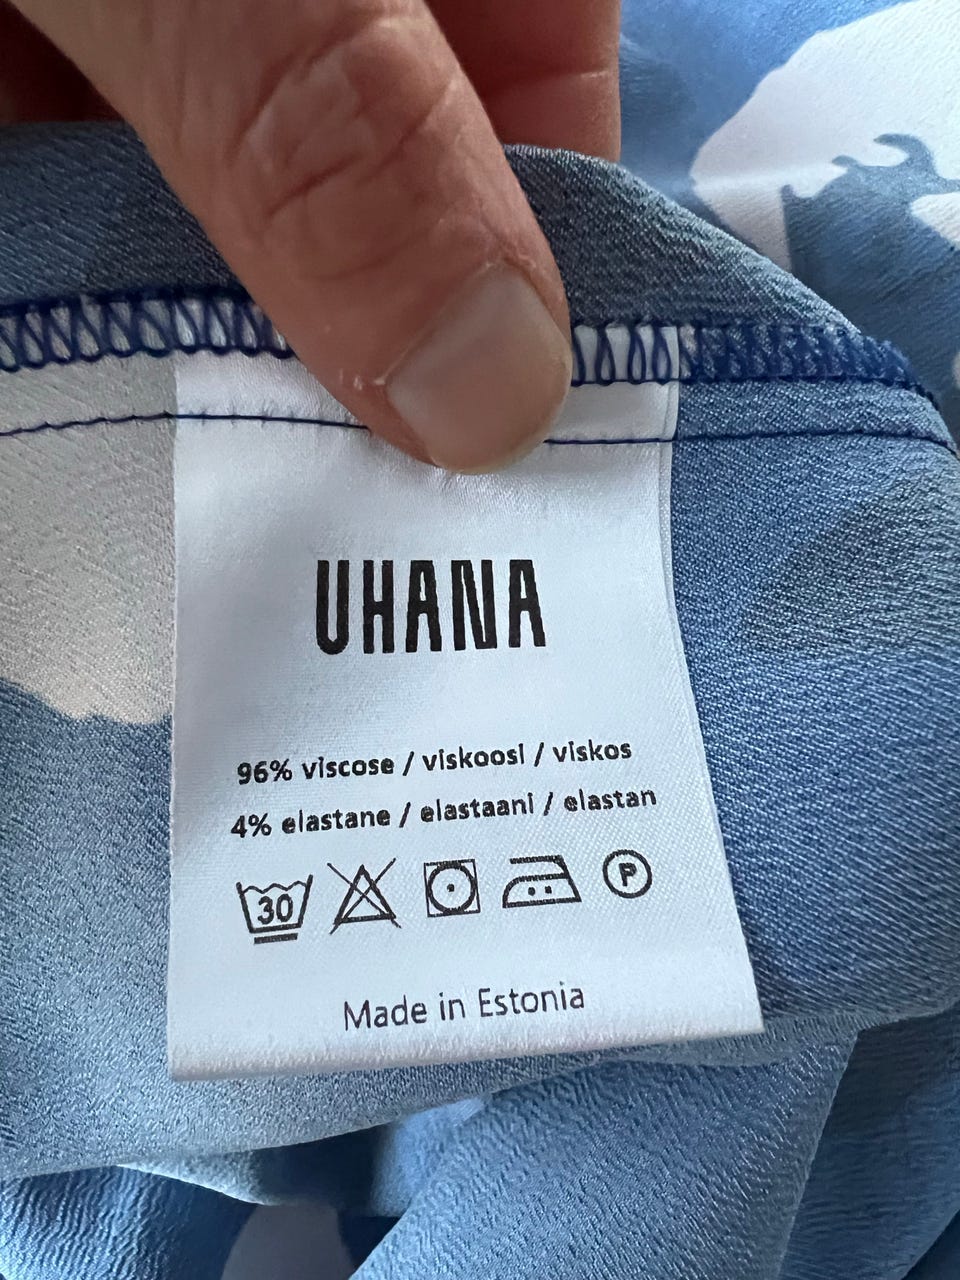 UHANA
96% viscose / viskoosi / viskos
4% elastane / elastaani / elastan
30 P
Made in Estonia